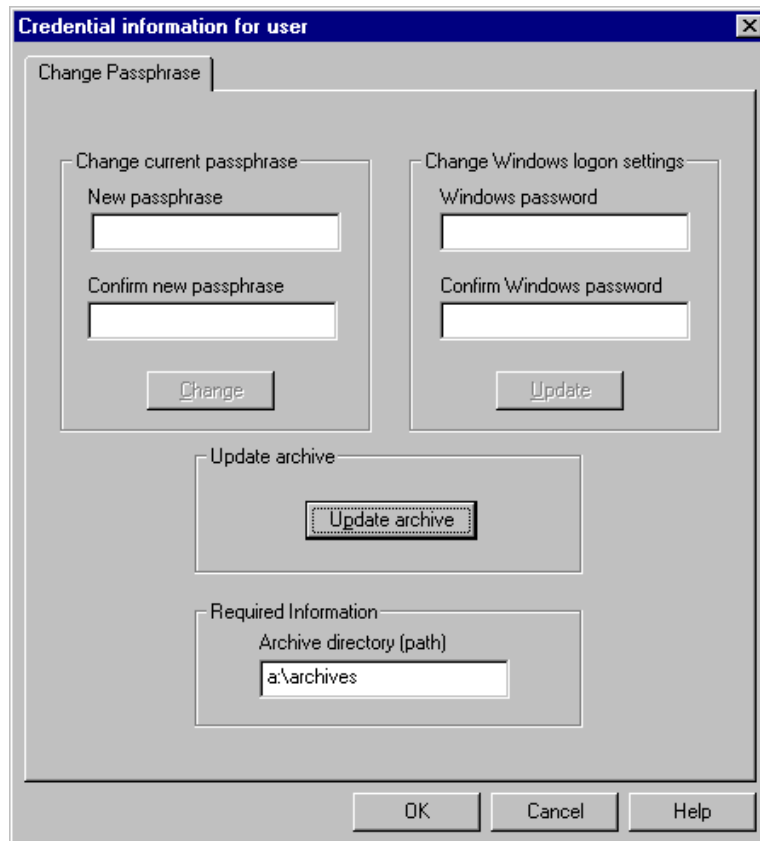 Credential information for user
Change Passphrase
Change current passphrase
New passphrase
Confirm new passphrase
Change
Change Windows logon settings
Windows password
Confirm Windows password
Update
Update archive
Update archive
Required Information
Archive directory (path)
a:\archives
OK
Cancel
Help